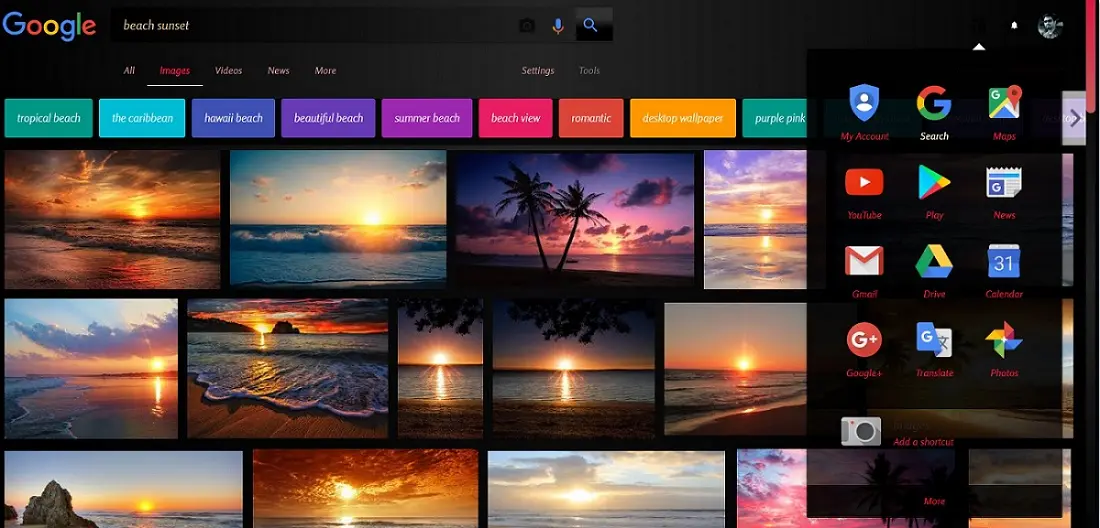 Google
beach sunset
All Images Videos News More Settings Tools
tropical beach the caribbean hawaii beach beautiful beach summer beach beach view romantic desktop wallpaper purple pink
My Account Search Maps
YouTube Play News
Gmail Drive 31 Calendar
G+ Google+ Translate Photos
Add a shortcut
More